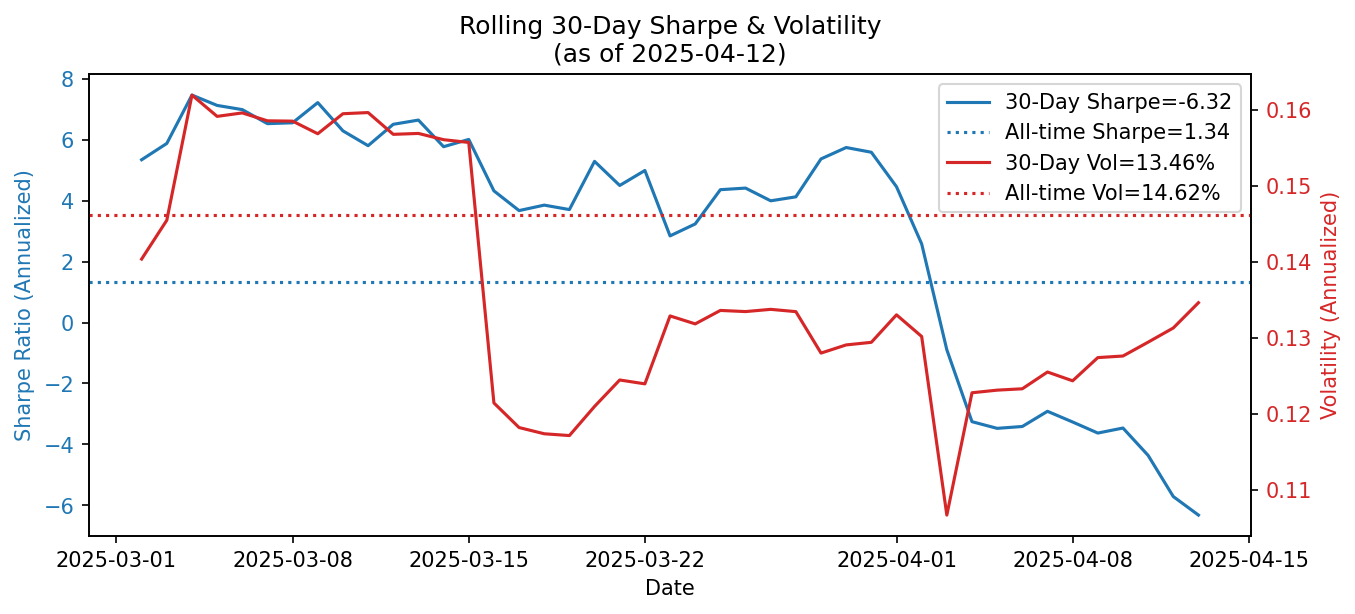 Rolling 30-Day Sharpe & Volatility
(as of 2025-04-12)
Sharpe Ratio (Annualized)
8
6
4
2
0
−2
−4
−6
30-Day Sharpe=-6.32
All-time Sharpe=1.34
30-Day Vol=13.46%
All-time Vol=14.62%
0.16
0.15
0.14
0.13
0.12
0.11
Volatility (Annualized)
2025-03-01 2025-03-08 2025-03-15 2025-03-22 2025-04-01 2025-04-08 2025-04-15
Date